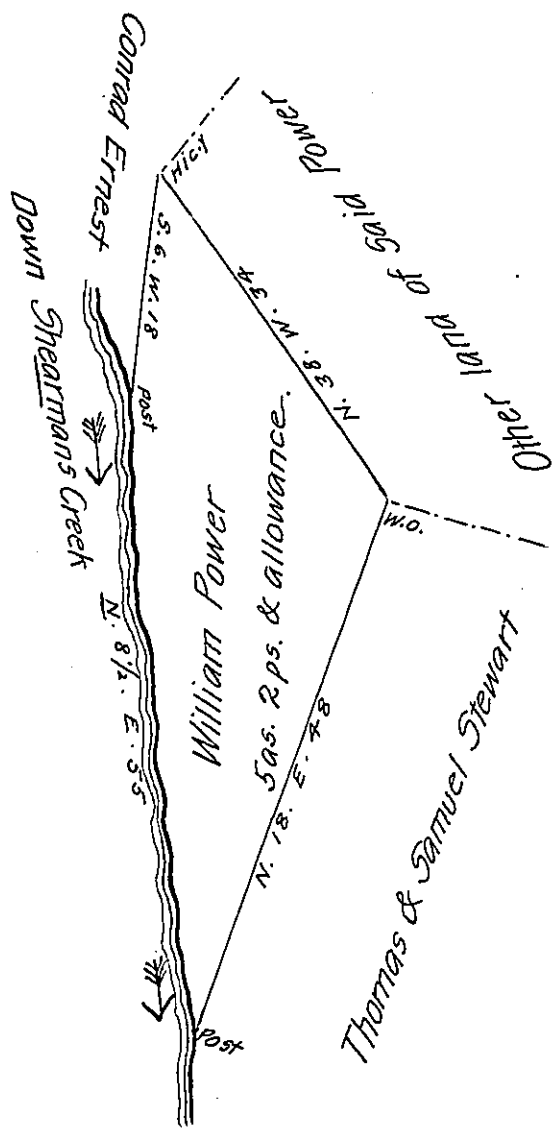 Other land of said Power
Hic.y
N. 38. W. 34
W.O.
Thomas & Samuel Stewart
N. 18. E. 48
Post
William Power
5as. 2ps. & allowance.
S. 6. W. 18
Post
Conrad Ernest
Down Shearmans Creek
N. 8½. E. 55